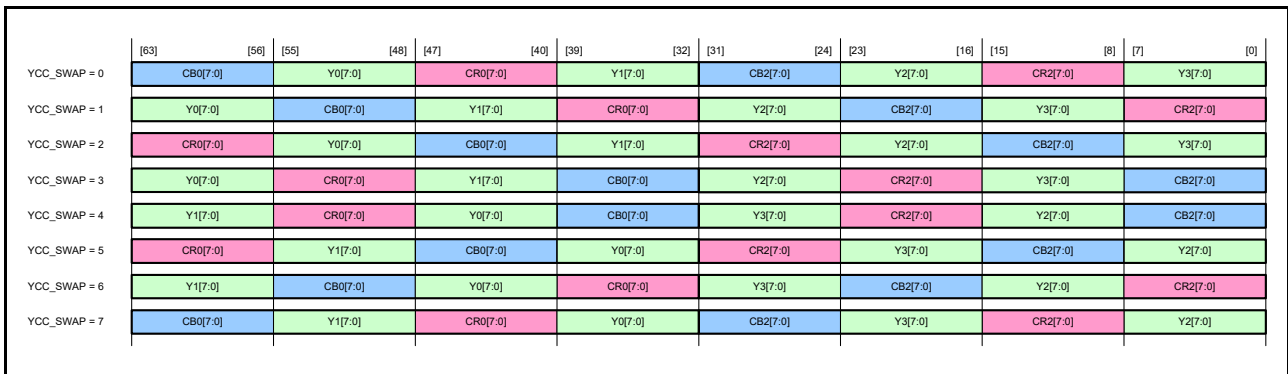 [63] [56] [55] [48] [47] [40] [39] [32] [31] [24] [23] [16] [15] [8] [7] [0]
YCC_SWAP = 0 CB0[7:0] Y0[7:0] CR0[7:0] Y1[7:0] CB2[7:0] Y2[7:0] CR2[7:0] Y3[7:0]
YCC_SWAP = 1 Y0[7:0] CB0[7:0] Y1[7:0] CR0[7:0] Y2[7:0] CB2[7:0] Y3[7:0] CR2[7:0]
YCC_SWAP = 2 CR0[7:0] Y0[7:0] CB0[7:0] Y1[7:0] CR2[7:0] Y2[7:0] CB2[7:0] Y3[7:0]
YCC_SWAP = 3 Y0[7:0] CR0[7:0] Y1[7:0] CB0[7:0] Y2[7:0] CR2[7:0] Y3[7:0] CB2[7:0]
YCC_SWAP = 4 Y1[7:0] CR0[7:0] Y0[7:0] CB0[7:0] Y3[7:0] CR2[7:0] Y2[7:0] CB2[7:0]
YCC_SWAP = 5 CR0[7:0] Y1[7:0] CB0[7:0] Y0[7:0] CR2[7:0] Y3[7:0] CB2[7:0] Y2[7:0]
YCC_SWAP = 6 Y1[7:0] CB0[7:0] Y0[7:0] CR0[7:0] Y3[7:0] CB2[7:0] Y2[7:0] CR2[7:0]
YCC_SWAP = 7 CB0[7:0] Y1[7:0] CR0[7:0] Y0[7:0] CB2[7:0] Y3[7:0] CR2[7:0] Y2[7:0]